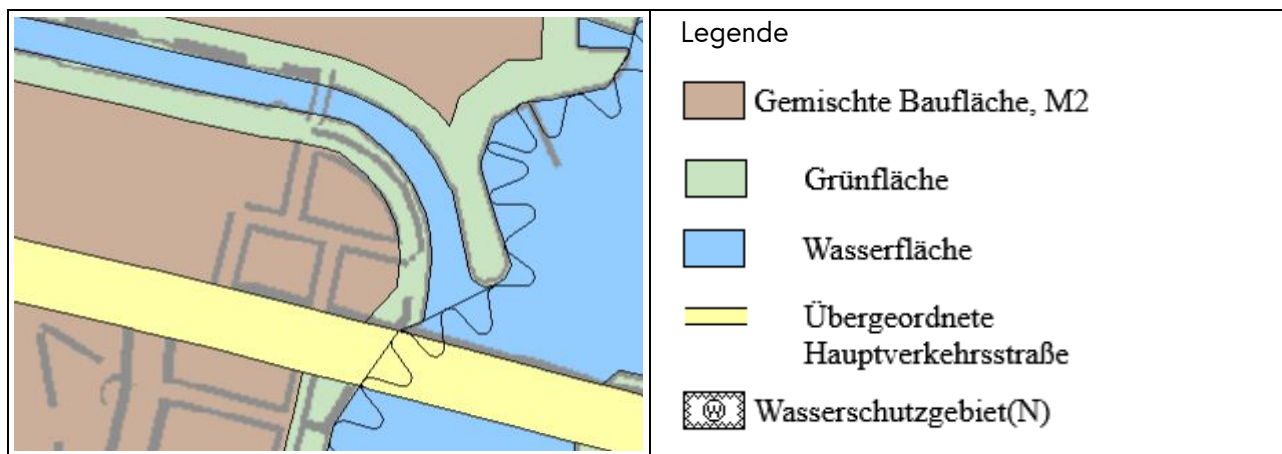 Legende
Gemischte Baufläche, M2
Grünfläche
Wasserfläche
Übergeordnete
Hauptverkehrsstraße
W Wasserschutzgebiet(N)